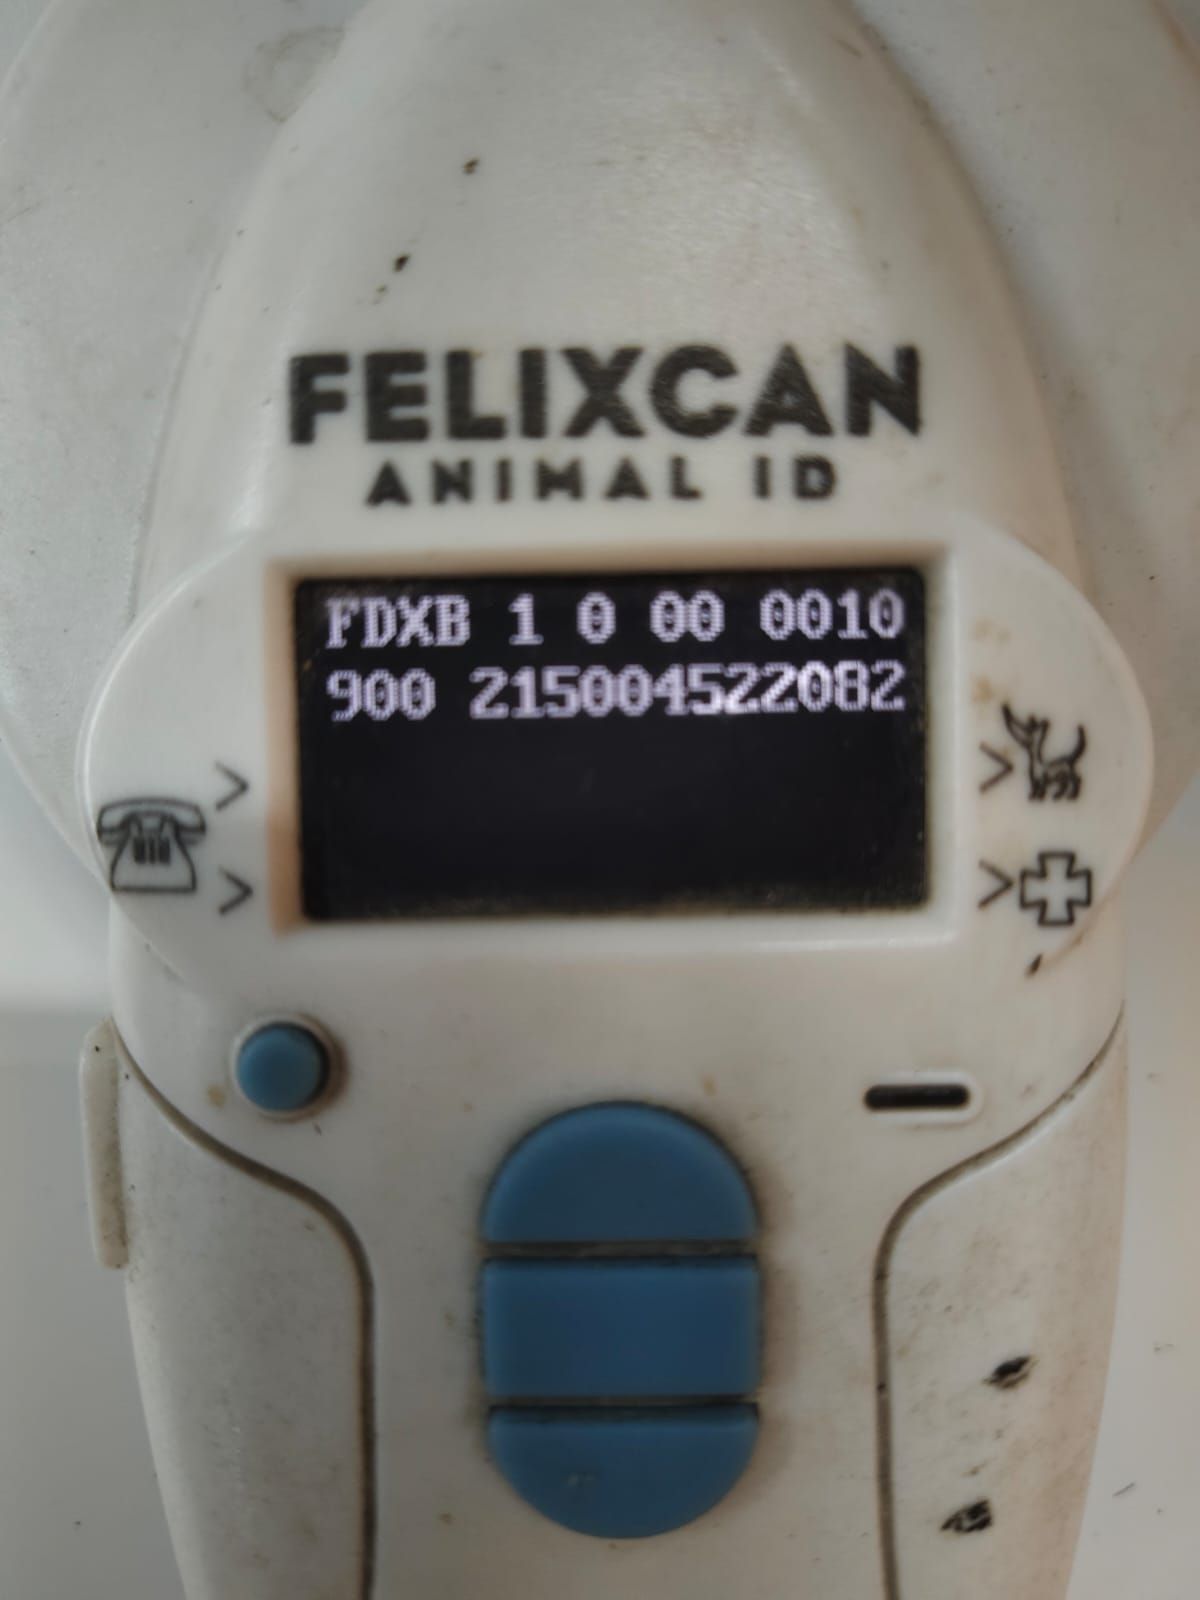 FELIXCAN
ANIMAL ID
FDXB 1 0 00 0010
900 215004522082